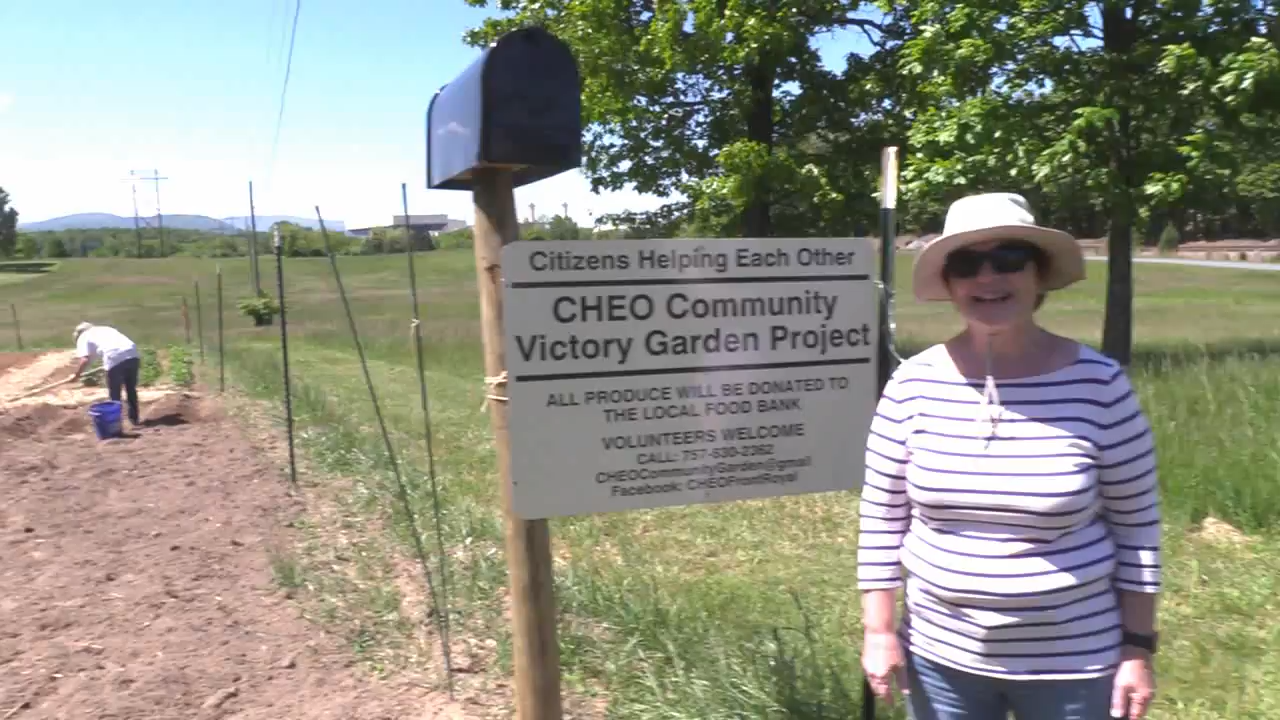 Citizens Helping Each Other
CHEO Community
Victory Garden Project
ALL PRODUCE WILL BE DONATED TO
THE LOCAL FOOD BANK
VOLUNTEERS WELCOME
CALL: 757-630-2262
CHEOCommunityGarden@gmail
Facebook: CHEOFrontRoyal